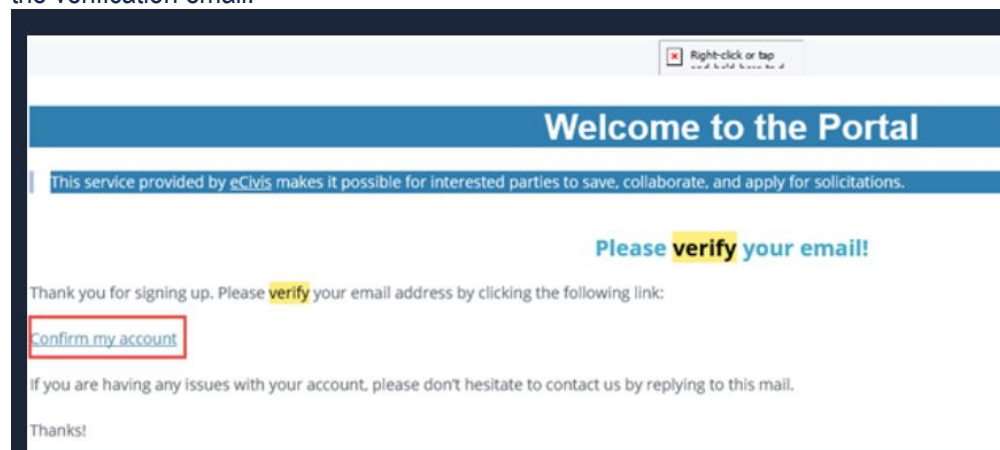 the verification email.
Right-click or tap
Welcome to the Portal
This service provided by eCivis makes it possible for interested parties to save, collaborate, and apply for solicitations.
Please verify your email!
Thank you for signing up. Please verify your email address by clicking the following link:
Confirm my account
If you are having any issues with your account, please don't hesitate to contact us by replying to this mail.
Thanks!